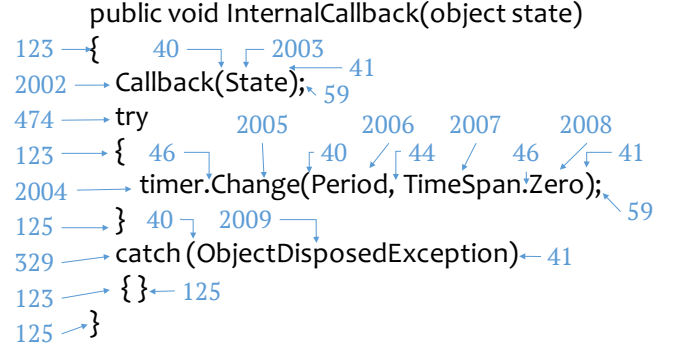 public void InternalCallback(object state)
123 {
40 2003
41
2002 Callback(State);
59
474 try
2005 2006 2007 2008
123 { 46 40 44 46 41
2004 timer.Change(Period, TimeSpan.Zero);
59
125 } 40 2009
329 catch (ObjectDisposedException) 41
123 { } 125
125 }